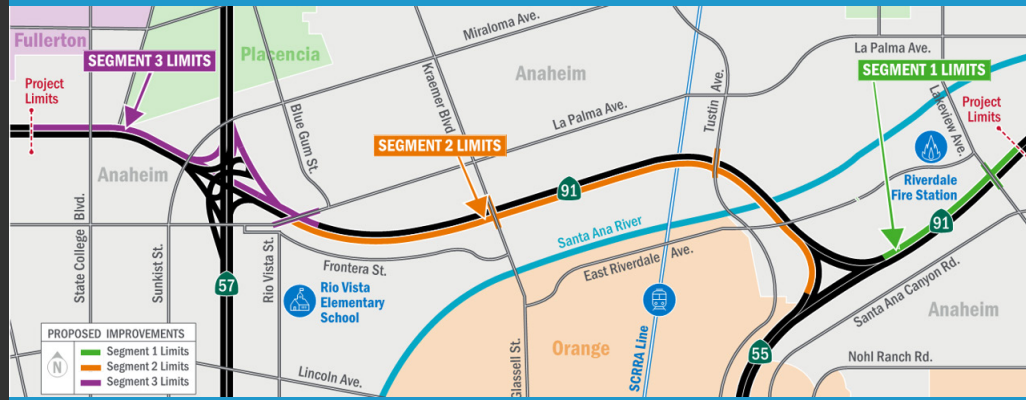 Miraloma Ave.
Fullerton
SEGMENT 3 LIMITS
Placencia
La Palma Ave.
SEGMENT 1 LIMITS
Anaheim
Project
Limits
Kraemer Blvd
Tustin Ave.
Lakeview Ave.
Project
Limits
Blue Gum St.
La Palma Ave.
SEGMENT 2 LIMITS
Anaheim
91
Riverdale
Fire Station
91
State College Blvd.
Sunkist St.
Rio Vista St.
Santa Ana River
East Riverdale Ave.
Frontera St.
57
Rio Vista
Elementary
School
Santa Ana Canyon Rd.
Anaheim
PROPOSED IMPROVEMENTS
N
Segment 1 Limits
Segment 2 Limits
Segment 3 Limits
Lincoln Ave.
Glassell St.
Orange
SCRRA Line
55
Nohl Ranch Rd.